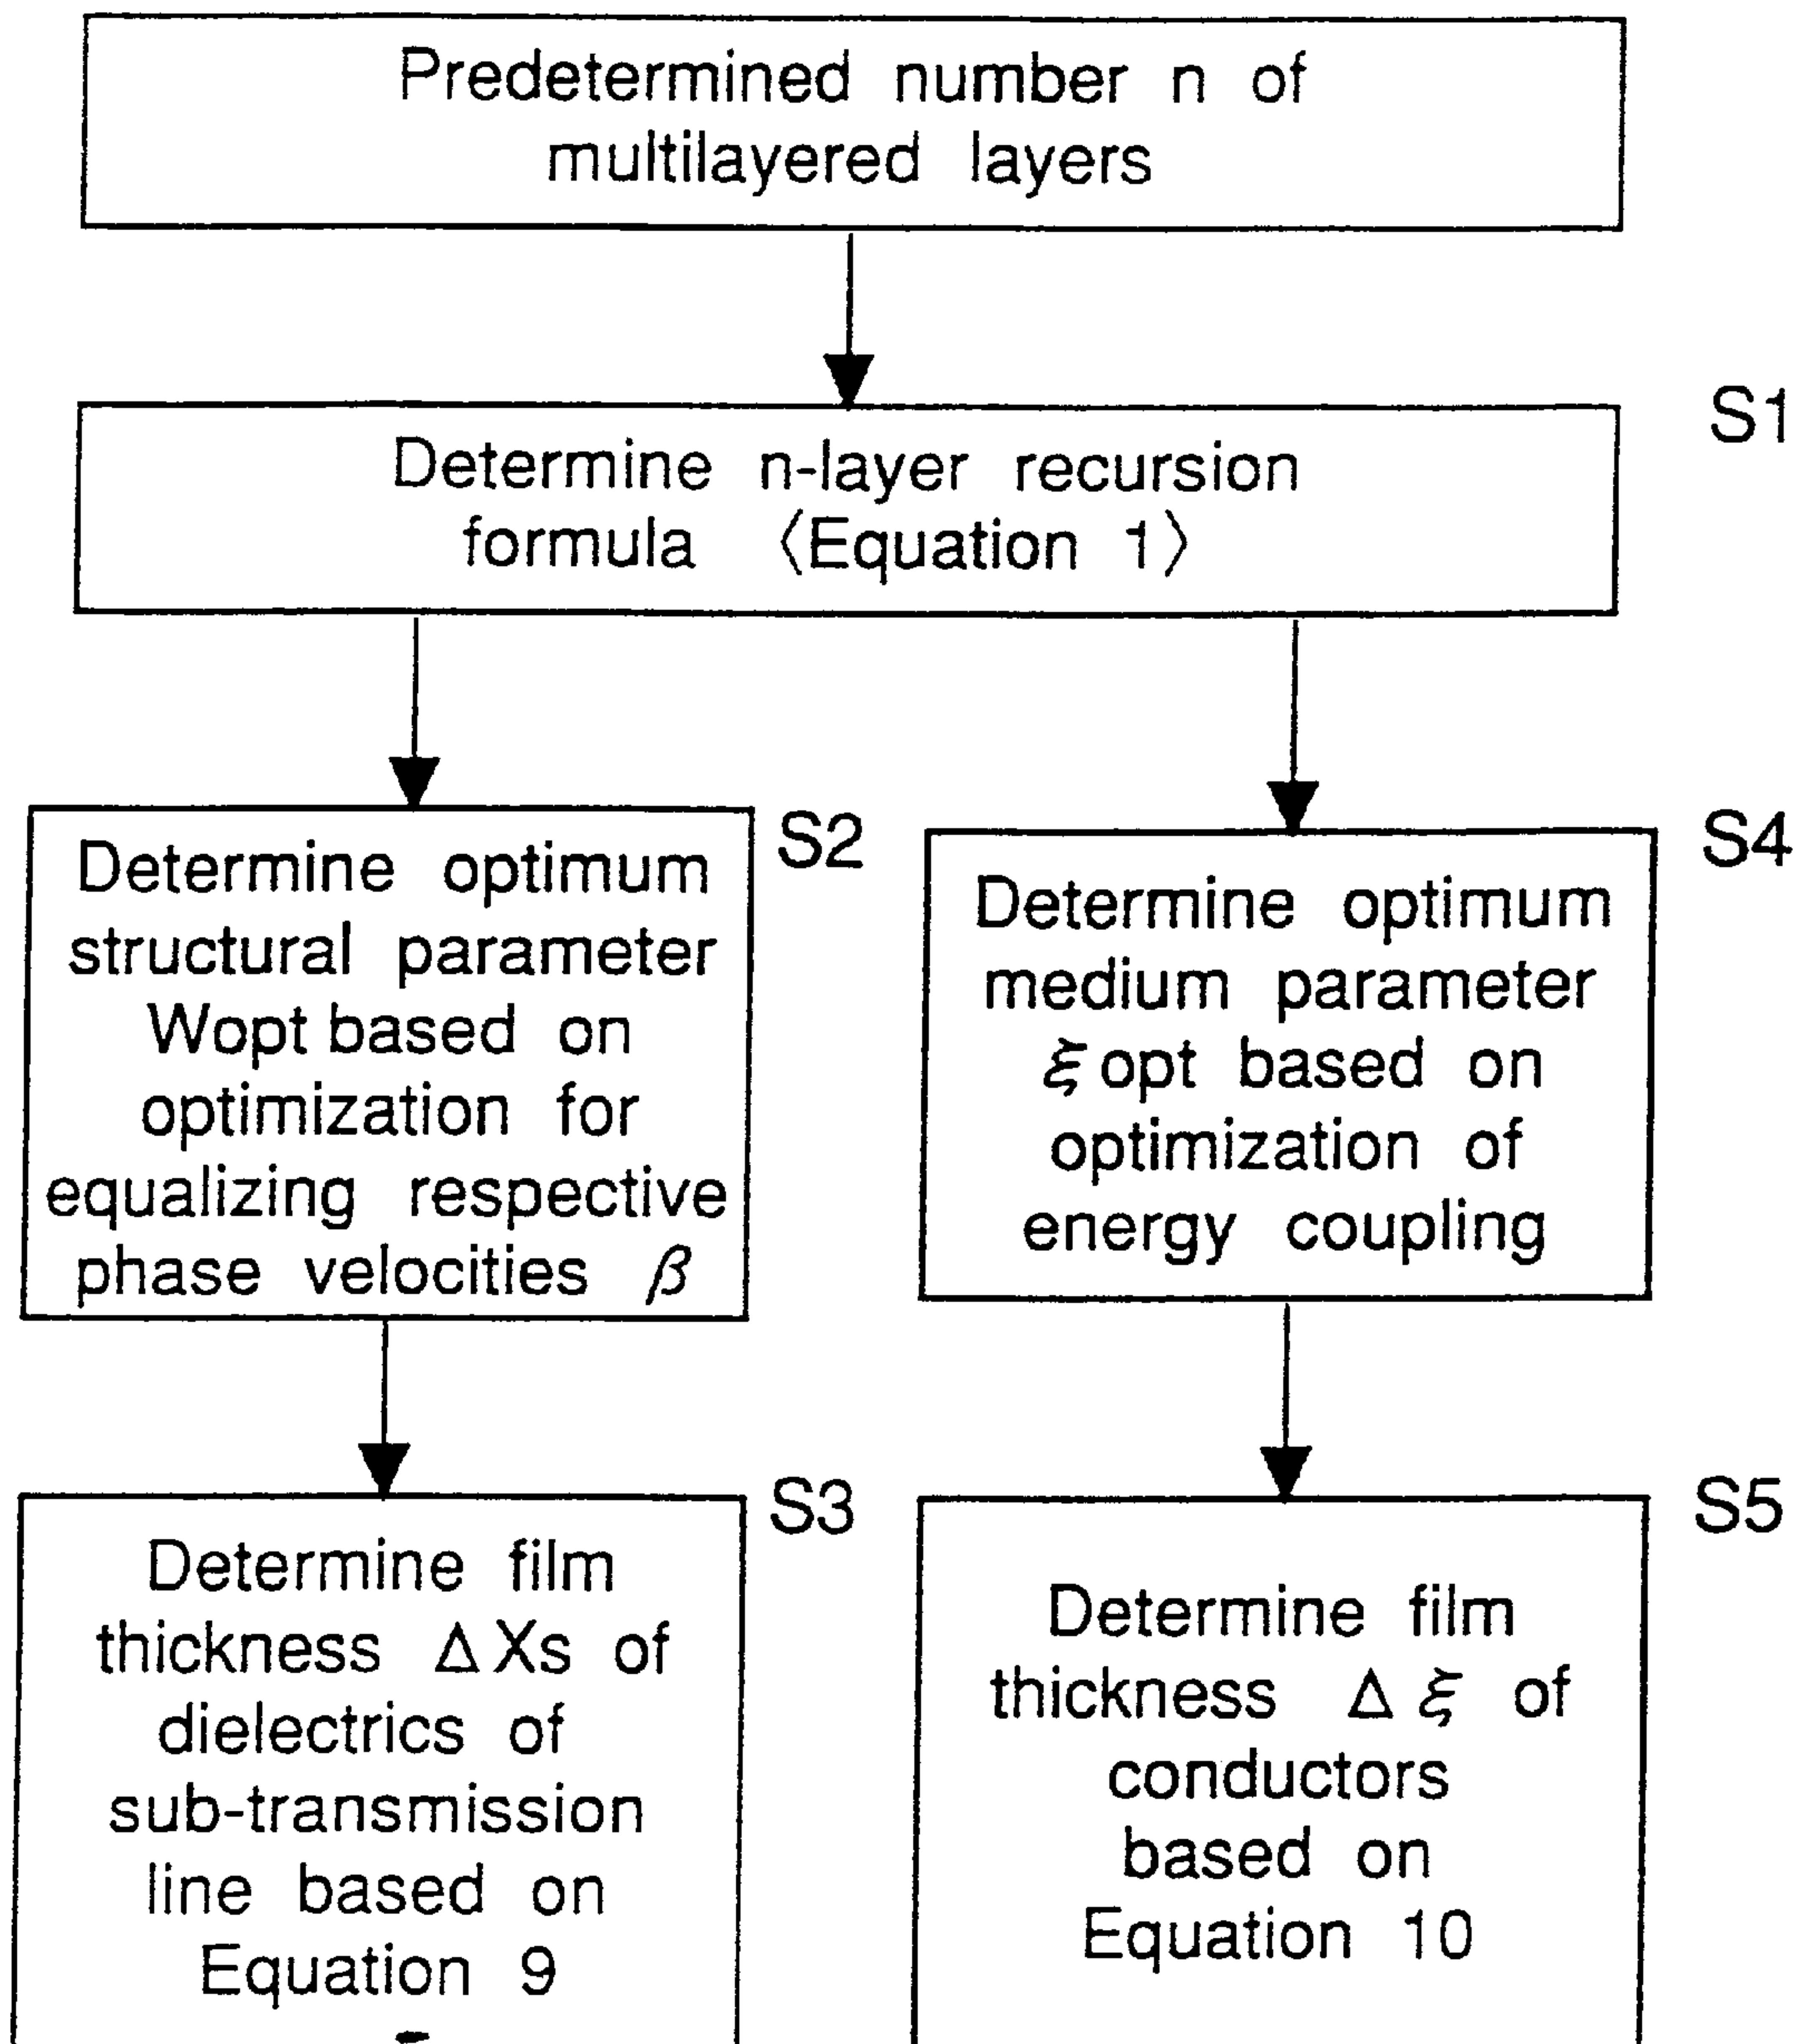 Predetermined number n of
multilayered layers
S1
Determine n-layer recursion
formula 〈Equation 1〉
S2
Determine optimum
structural parameter
Wopt based on
optimization for
equalizing respective
phase velocities β
S4
Determine optimum
medium parameter
ξ opt based on
optimization of
energy coupling
S3
Determine film
thickness ΔXs of
dielectrics of
sub-transmission
line based on
Equation 9
S5
Determine film
thickness Δξ of
conductors
based on
Equation 10